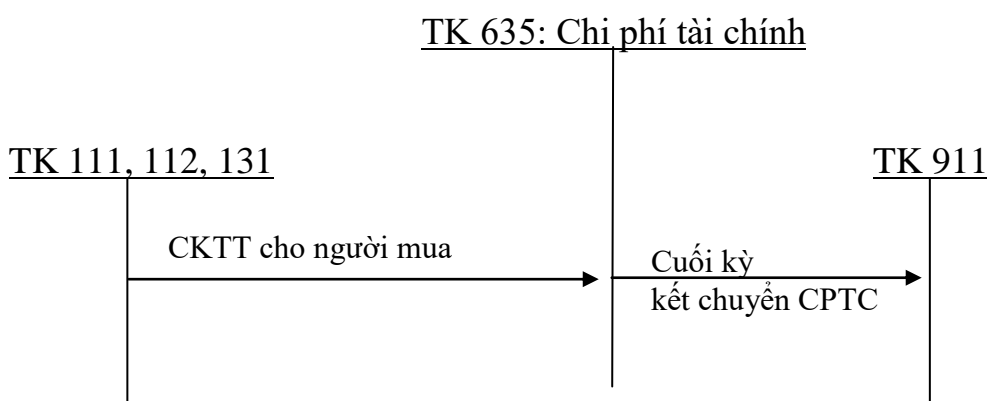 TK 635: Chi phí tài chính
TK 111, 112, 131
TK 911
CKTT cho người mua
Cuối kỳ
kết chuyển CPTC